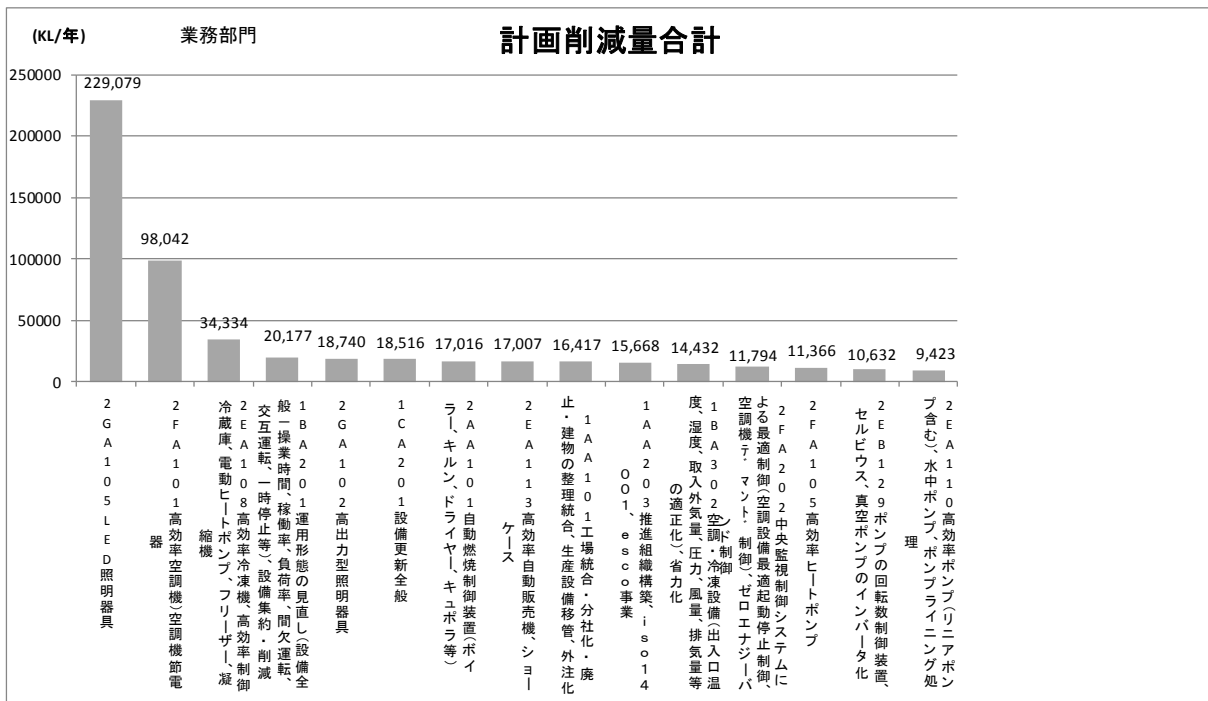 (KL/年)
業務部門
計画削減量合計
250000
200000
150000
100000
50000
0
229,079
98,042
34,334
20,177
18,740
18,516
17,016
17,007
16,417
15,668
14,432
11,794
11,366
10,632
9,423
2GA105LED照明器具
2FA101高効率空調機)空調機節電
器
2EA108高効率冷凍機、高効率制御
冷蔵庫、電動ヒートポンプ、フリーザー、凝
縮機
1BA201運用形態の見直し(設備全
般－操業時間、稼働率、負荷率、間欠運転、
交互運転、一時停止等)、設備集約・削減
2GA102高出力型照明器具
1CA201設備更新全般
2AA101自動燃焼制御装置(ボイ
ラー、キルン、ドライヤー、キュポラ等)
2EA113高効率自動販売機、ショー
ケース
1AA101工場統合・分社化・廃
止・建物の整理統合、生産設備移管、外注化
1AA203推進組織構築、iso14
001、esco事業
1BA302空調・冷凍設備(出入口温
度、湿度、取入外気量、圧力、風量、排気量等
の適正化)、省力化
2FA202中央監視制御システムに
よる最適制御(空調設備最適起動停止制御、
空調機ﾃﾞﾏﾝﾄﾞ制御)、ゼロエナジーバ
ンド制御
2FA105高効率ヒートポンプ
2EB129ポンプの回転数制御装置、
セルビウス、真空ポンプのインバータ化
2EA110高効率ポンプ(リニアポン
プ含む)、水中ポンプ、ポンプライニング処
理